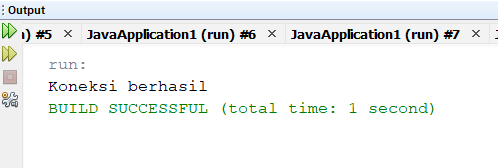 Output
) #5 JavaApplication1 (run) #6 JavaApplication1 (run) #7
run:
Koneksi berhasil
BUILD SUCCESSFUL (total time: 1 second)